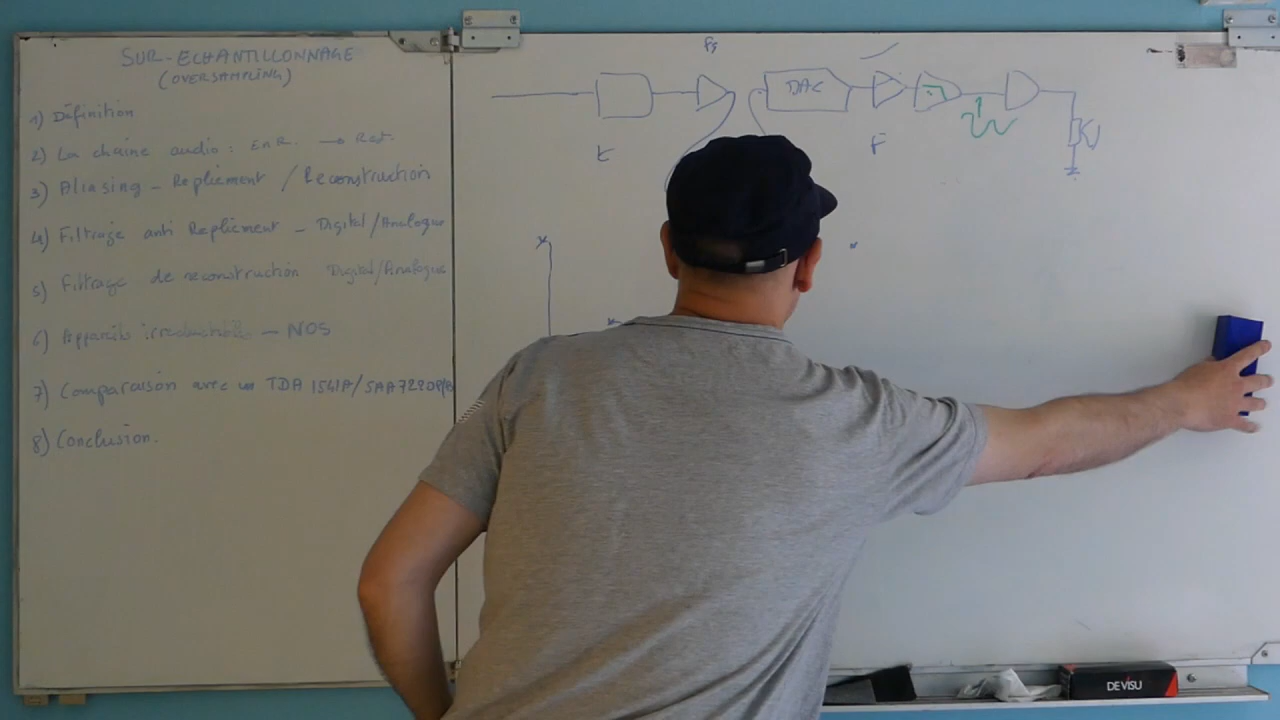 SUR-ECHANTILLONNAGE
(OVERSAMPLING)
1) Définition
2) La chaine audio : EnR. → Rest.
3) Aliasing - Repliement / Reconstruction
4) Filtrage anti Repliement - Digital/Analogue
5) Filtrage de reconstruction Digital/Analogue
6) Appareils - NOS
7) Comparaison avec un TDA 1541A/SAA7220P/B
8) Conclusion.
DAC
DEVISU